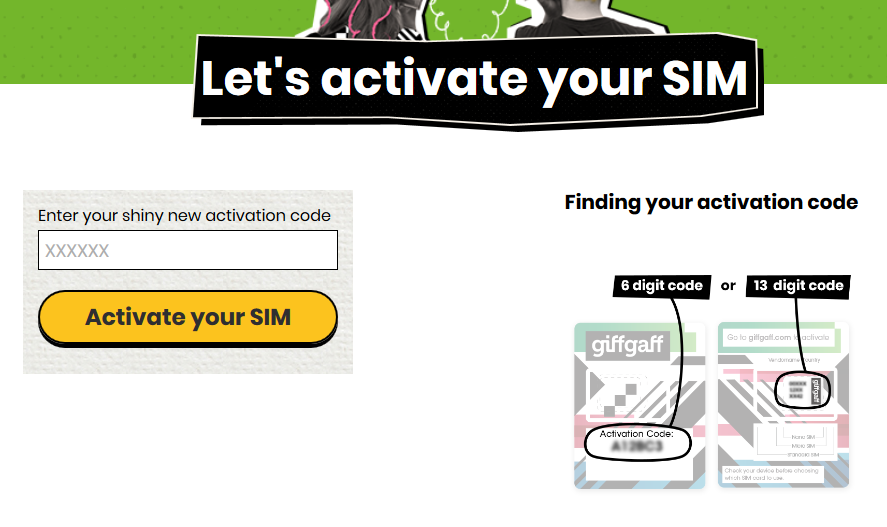 Let's activate your SIM
Enter your shiny new activation code
XXXXXX
Activate your SIM
Finding your activation code
6 digit code or 13 digit code
giffgaff
Activation Code:
A12BC3
Go to giffgaff.com to activate
giffgaff
Nano SIM
Micro SIM
Standard SIM
Check your device before choosing
which SIM card to use.